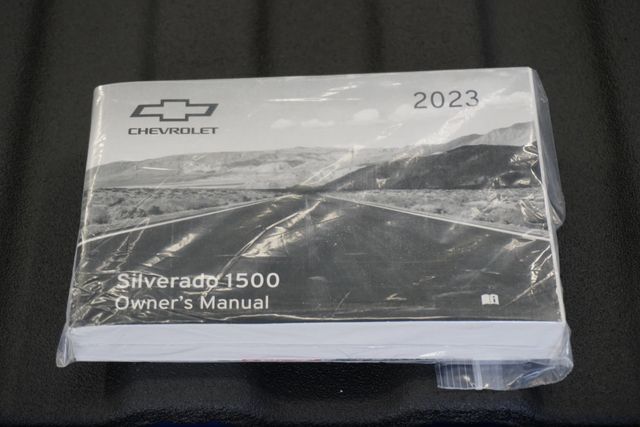 2023
CHEVROLET
Silverado 1500
Owner's Manual